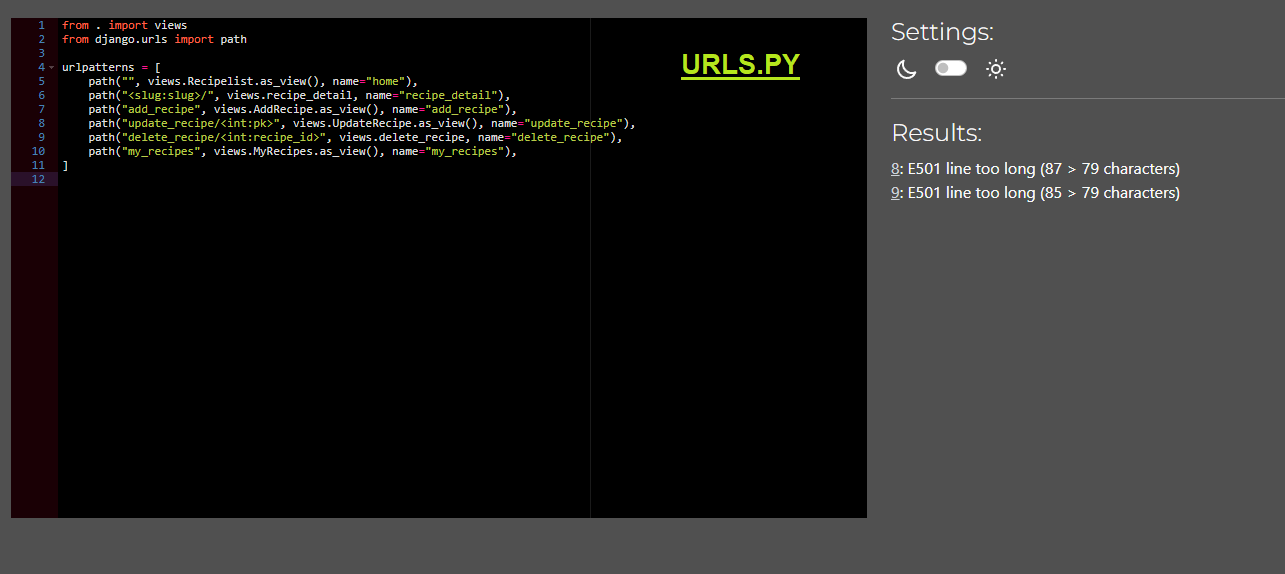 1 from . import views
2 from django.urls import path
3
4 urlpatterns = [
5     path("", views.Recipelist.as_view(), name="home"),
6     path("<slug:slug>/", views.recipe_detail, name="recipe_detail"),
7     path("add_recipe", views.AddRecipe.as_view(), name="add_recipe"),
8     path("update_recipe/<int:pk>", views.UpdateRecipe.as_view(), name="update_recipe"),
9     path("delete_recipe/<int:recipe_id>", views.delete_recipe, name="delete_recipe"),
10     path("my_recipes", views.MyRecipes.as_view(), name="my_recipes"),
11 ]
12
URLS.PY
Settings:
Results:
8: E501 line too long (87 > 79 characters)
9: E501 line too long (85 > 79 characters)